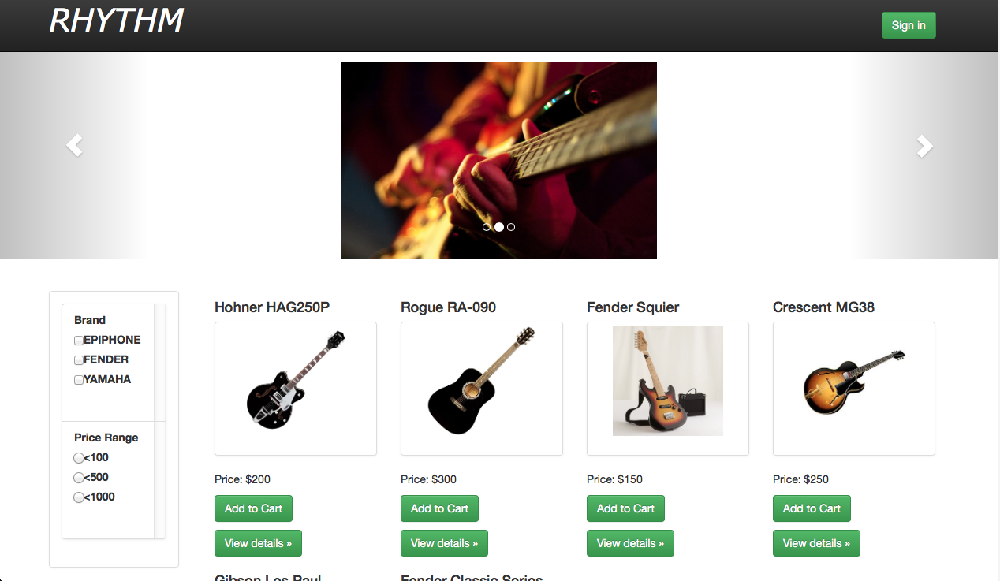 RHYTHM
Sign in
Brand
EPIPHONE
FENDER
YAMAHA
Price Range
<100
<500
<1000
Hohner HAG250P
Rogue RA-090
Fender Squier
Crescent MG38
Price: $200
Price: $300
Price: $150
Price: $250
Add to Cart
Add to Cart
Add to Cart
Add to Cart
View details »
View details »
View details »
View details »
Gibson Les Paul
Fender Classic Series